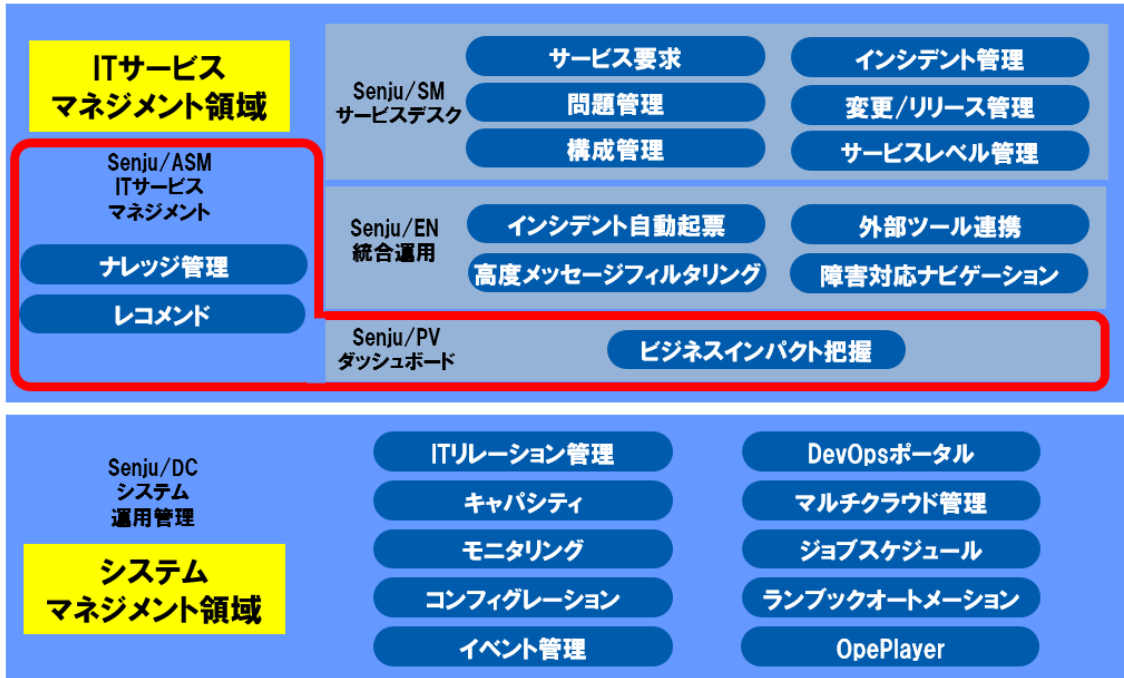 ITサービス
マネジメント領域
Senju/SM
サービスデスク
サービス要求
インシデント管理
問題管理
変更/リリース管理
構成管理
サービスレベル管理
Senju/ASM
ITサービス
マネジメント
ナレッジ管理
レコメンド
Senju/EN
統合運用
インシデント自動起票
外部ツール連携
高度メッセージフィルタリング
障害対応ナビゲーション
Senju/PV
ダッシュボード
ビジネスインパクト把握
Senju/DC
システム
運用管理
システム
マネジメント領域
ITリレーション管理
DevOpsポータル
キャパシティ
マルチクラウド管理
モニタリング
ジョブスケジュール
コンフィグレーション
ランブックオートメーション
イベント管理
OpePlayer